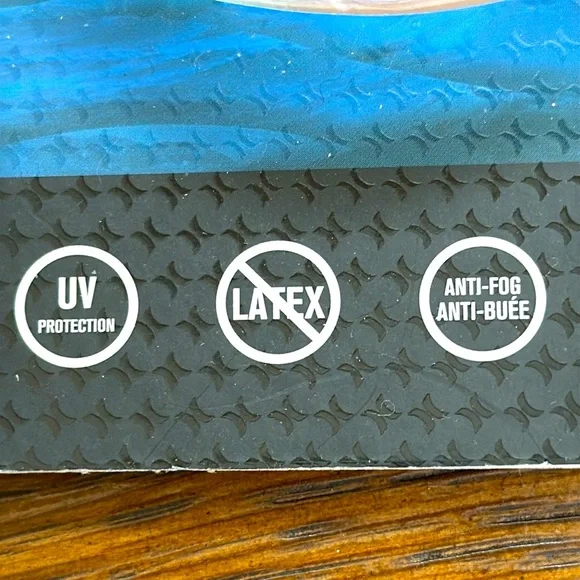 UV
PROTECTION
LATEX
ANTI-FOG
ANTI-BUÉE